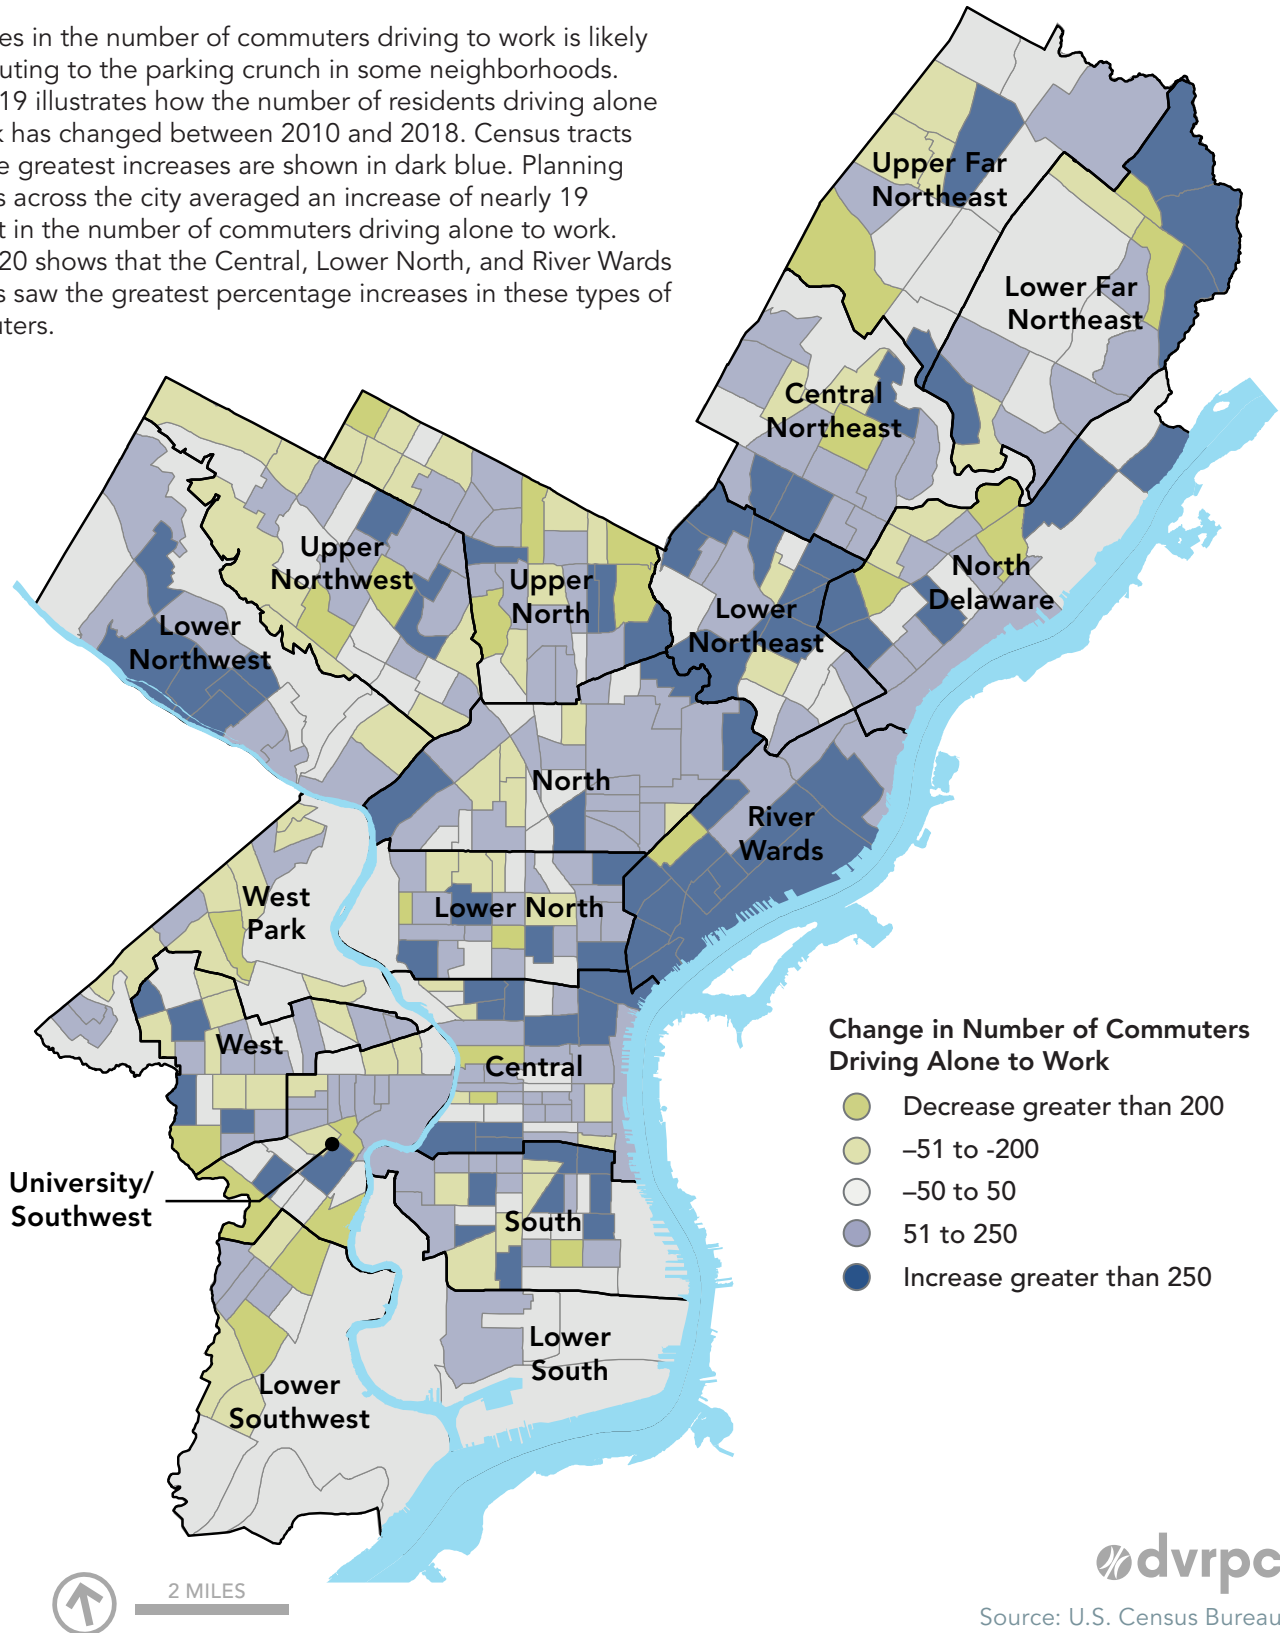 es in the number of commuters driving to work is likely
uting to the parking crunch in some neighborhoods.
19 illustrates how the number of residents driving alone
k has changed between 2010 and 2018. Census tracts
e greatest increases are shown in dark blue. Planning
s across the city averaged an increase of nearly 19
t in the number of commuters driving alone to work.
20 shows that the Central, Lower North, and River Wards
s saw the greatest percentage increases in these types of
uters.
Upper Far
Northeast
Lower Far
Northeast
Central
Northeast
Upper
Northwest
Upper
North
North
Delaware
Lower
Northeast
Lower
Northwest
North
River
Wards
West
Park
Lower North
West
Central
University/
Southwest
South
Lower
South
Lower
Southwest
Change in Number of Commuters
Driving Alone to Work
Decrease greater than 200
–51 to -200
–50 to 50
51 to 250
Increase greater than 250
2 MILES
dvrpc
Source: U.S. Census Bureau